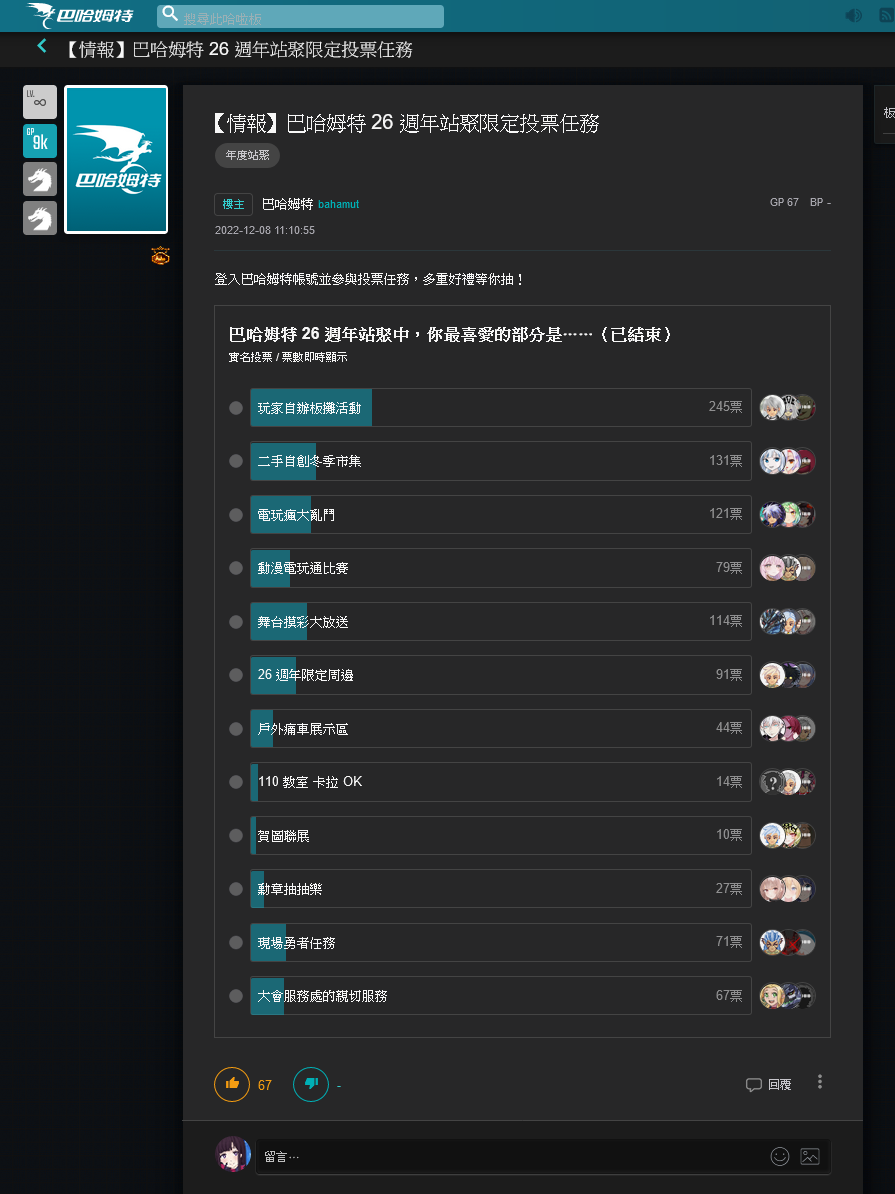 巴哈姆特
搜尋此哈啦板
【情報】巴哈姆特 26 週年站聚限定投票任務
LV.
∞
GP
9k
巴哈姆特
板
【情報】巴哈姆特 26 週年站聚限定投票任務
年度站聚
樓主 巴哈姆特 bahamut
GP 67 BP -
2022-12-08 11:10:55
登入巴哈姆特帳號並參與投票任務，多重好禮等你抽！
巴哈姆特 26 週年站聚中，你最喜愛的部分是……（已結束）
實名投票 / 票數即時顯示
玩家自辦板攤活動 245票
二手自創冬季市集 131票
電玩瘋大亂鬥 121票
動漫電玩通比賽 79票
舞台摸彩大放送 114票
26 週年限定周邊 91票
戶外痛車展示區 44票
110 教室 卡拉 OK 14票
賀圖聯展 10票
勳章抽抽樂 27票
現場勇者任務 71票
大會服務處的親切服務 67票
67
-
回覆
留言…